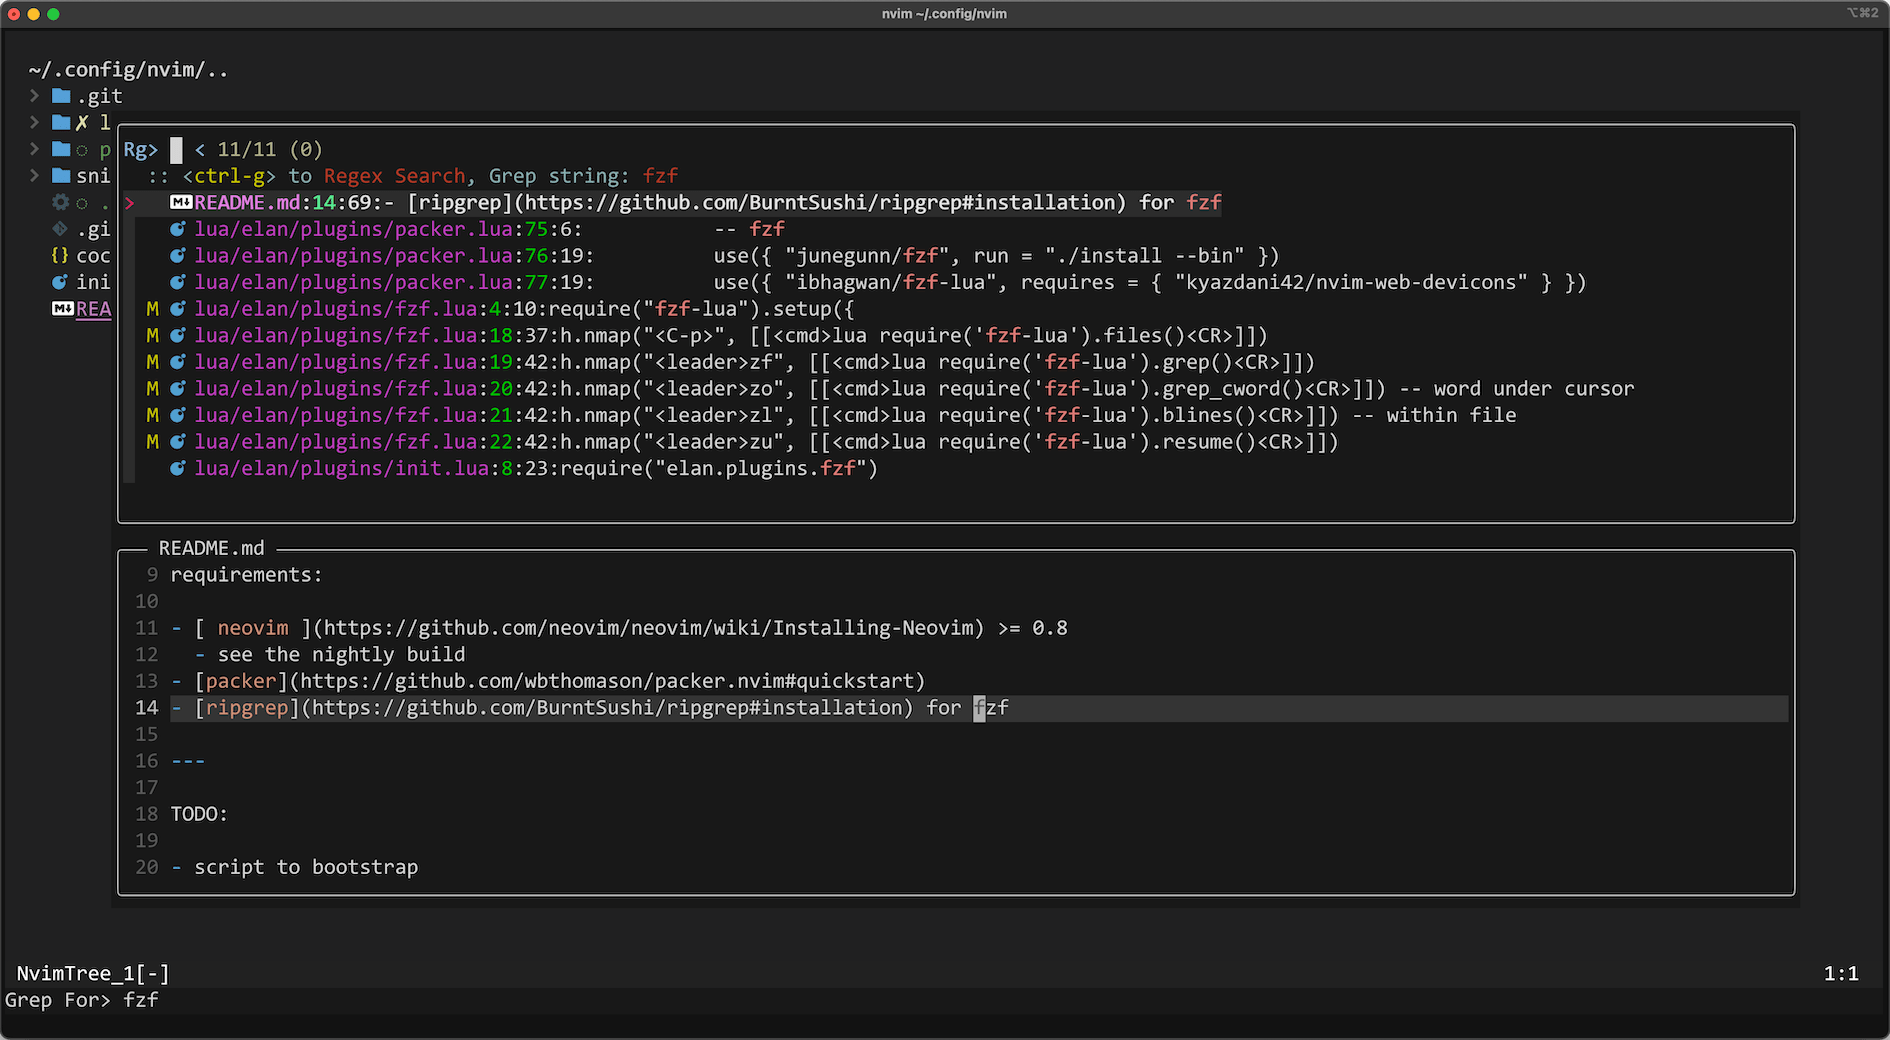 nvim ~/.config/nvim
⌥⌘2
~/.config/nvim/..
> .git
> ✗ l
> ○ p
> sni
○ .
.gi
{} coc
ini
M↓ REA
Rg> < 11/11 (0)
:: <ctrl-g> to Regex Search, Grep string: fzf
> M↓ README.md:14:69:- [ripgrep](https://github.com/BurntSushi/ripgrep#installation) for fzf
lua/elan/plugins/packer.lua:75:6: -- fzf
lua/elan/plugins/packer.lua:76:19: use({ "junegunn/fzf", run = "./install --bin" })
lua/elan/plugins/packer.lua:77:19: use({ "ibhagwan/fzf-lua", requires = { "kyazdani42/nvim-web-devicons" } })
M lua/elan/plugins/fzf.lua:4:10:require("fzf-lua").setup({
M lua/elan/plugins/fzf.lua:18:37:h.nmap("<C-p>", [[<cmd>lua require('fzf-lua').files()<CR>]])
M lua/elan/plugins/fzf.lua:19:42:h.nmap("<leader>zf", [[<cmd>lua require('fzf-lua').grep()<CR>]])
M lua/elan/plugins/fzf.lua:20:42:h.nmap("<leader>zo", [[<cmd>lua require('fzf-lua').grep_cword()<CR>]]) -- word under cursor
M lua/elan/plugins/fzf.lua:21:42:h.nmap("<leader>zl", [[<cmd>lua require('fzf-lua').blines()<CR>]]) -- within file
M lua/elan/plugins/fzf.lua:22:42:h.nmap("<leader>zu", [[<cmd>lua require('fzf-lua').resume()<CR>]])
lua/elan/plugins/init.lua:8:23:require("elan.plugins.fzf")
README.md
9 requirements:
10
11 - [ neovim ](https://github.com/neovim/neovim/wiki/Installing-Neovim) >= 0.8
12 - see the nightly build
13 - [packer](https://github.com/wbthomason/packer.nvim#quickstart)
14 - [ripgrep](https://github.com/BurntSushi/ripgrep#installation) for fzf
15
16 ---
17
18 TODO:
19
20 - script to bootstrap
NvimTree_1[-] 1:1
Grep For> fzf